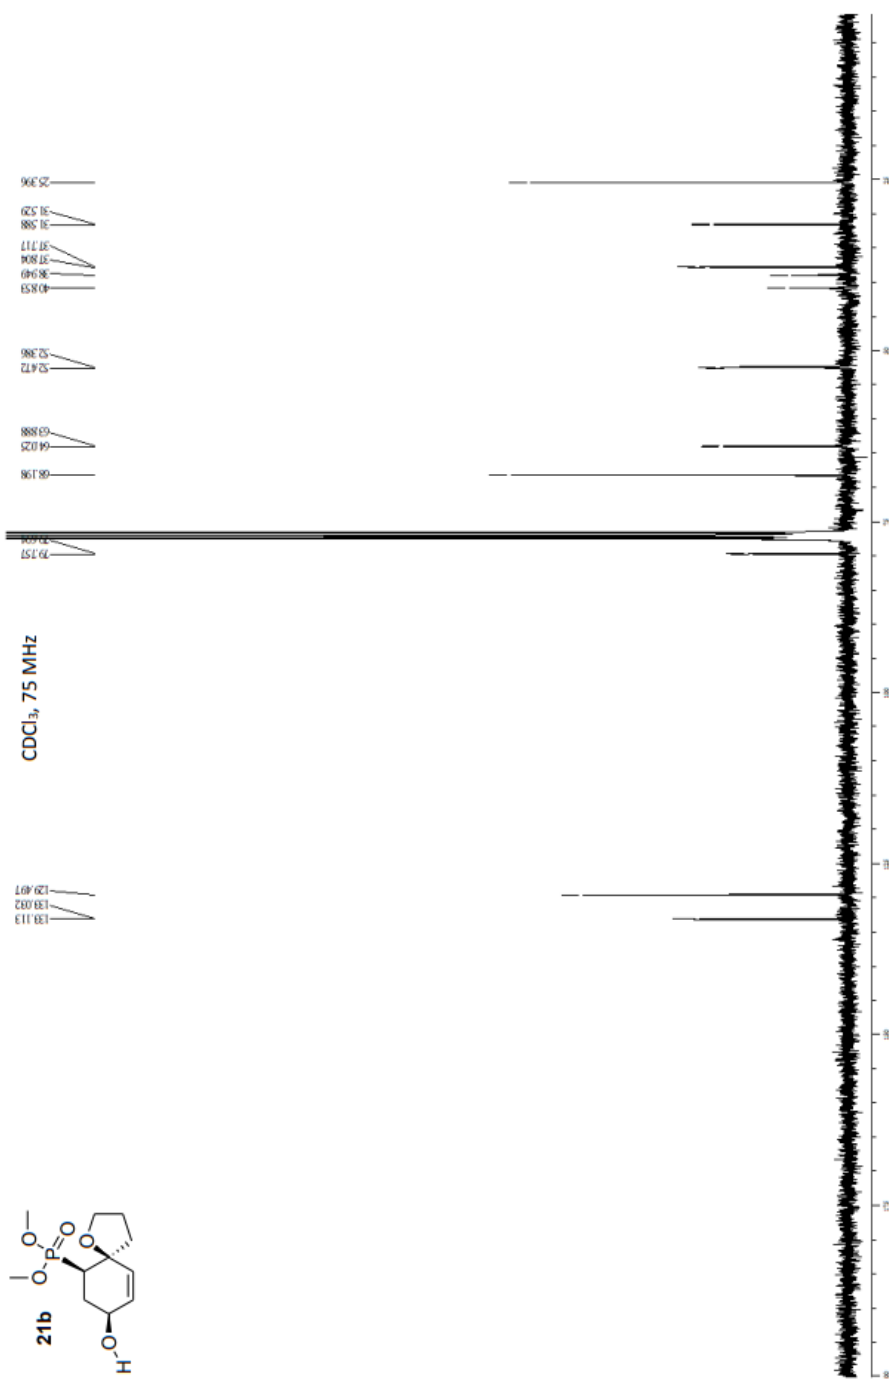 25.396
31.529
31.588
37.717
37.804
38.949
40.853
52.386
52.472
63.888
64.025
68.198
79.757
CDCl₃, 75 MHz
129.497
133.032
133.113
O
O
P
O
O
21b
O
H